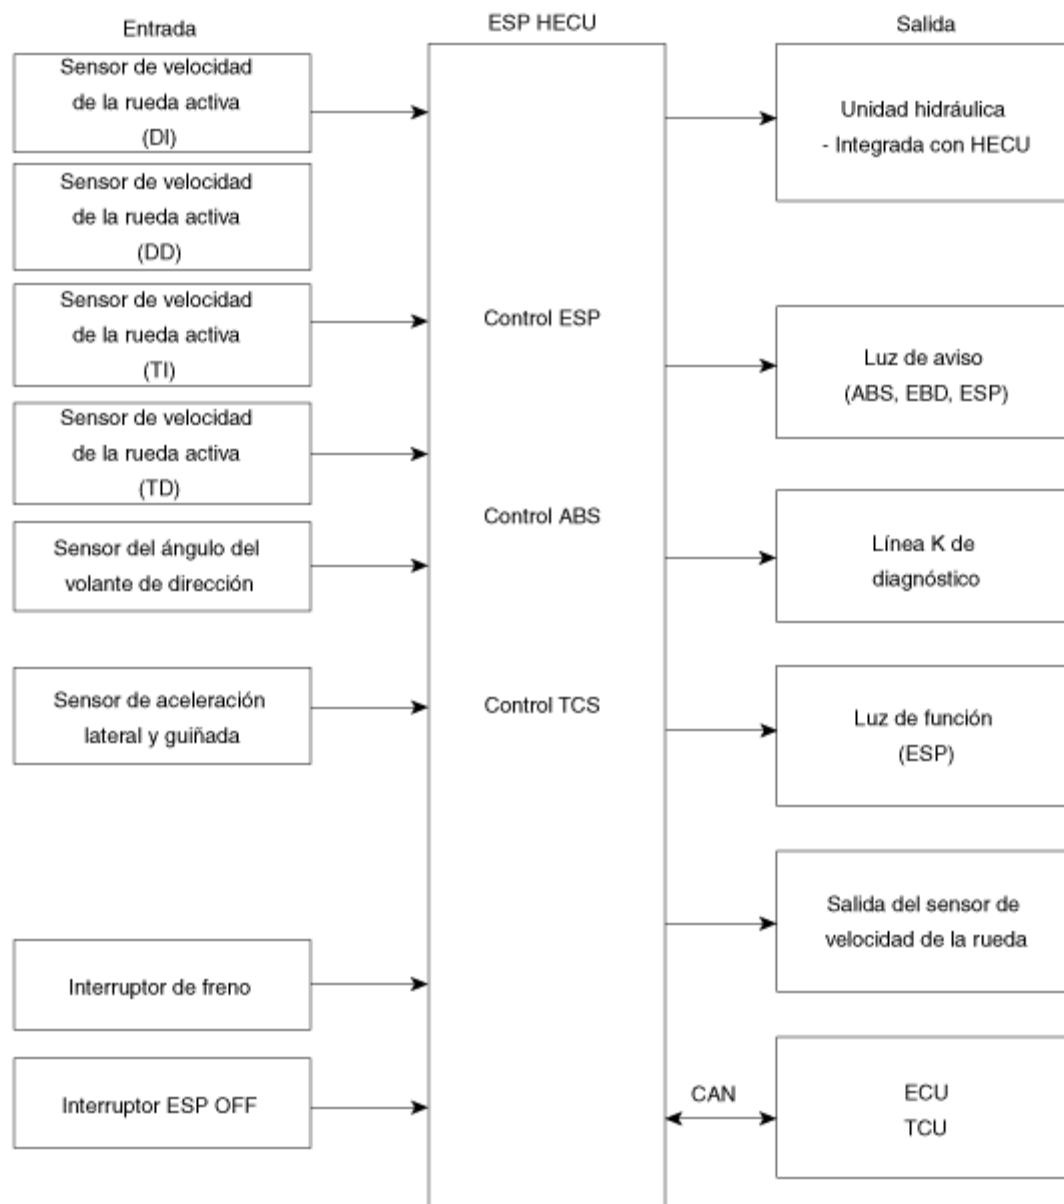 Entrada
Sensor de velocidad
de la rueda activa
(DI)
Sensor de velocidad
de la rueda activa
(DD)
Sensor de velocidad
de la rueda activa
(TI)
Sensor de velocidad
de la rueda activa
(TD)
Sensor del ángulo del
volante de dirección
Sensor de aceleración
lateral y guiñada
Interruptor de freno
Interruptor ESP OFF
ESP HECU
Control ESP
Control ABS
Control TCS
Salida
Unidad hidráulica
- Integrada con HECU
Luz de aviso
(ABS, EBD, ESP)
Línea K de
diagnóstico
Luz de función
(ESP)
Salida del sensor de
velocidad de la rueda
CAN
ECU
TCU